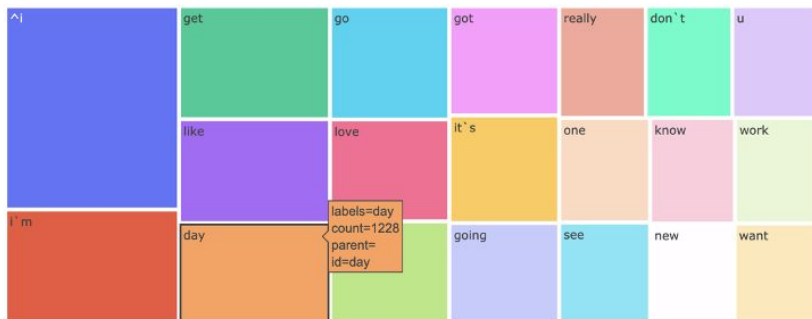 ^i
get
go
got
really
don`t
u
like
love
it`s
one
know
work
i`m
day
labels=day
count=1228
parent=
id=day
going
see
new
want